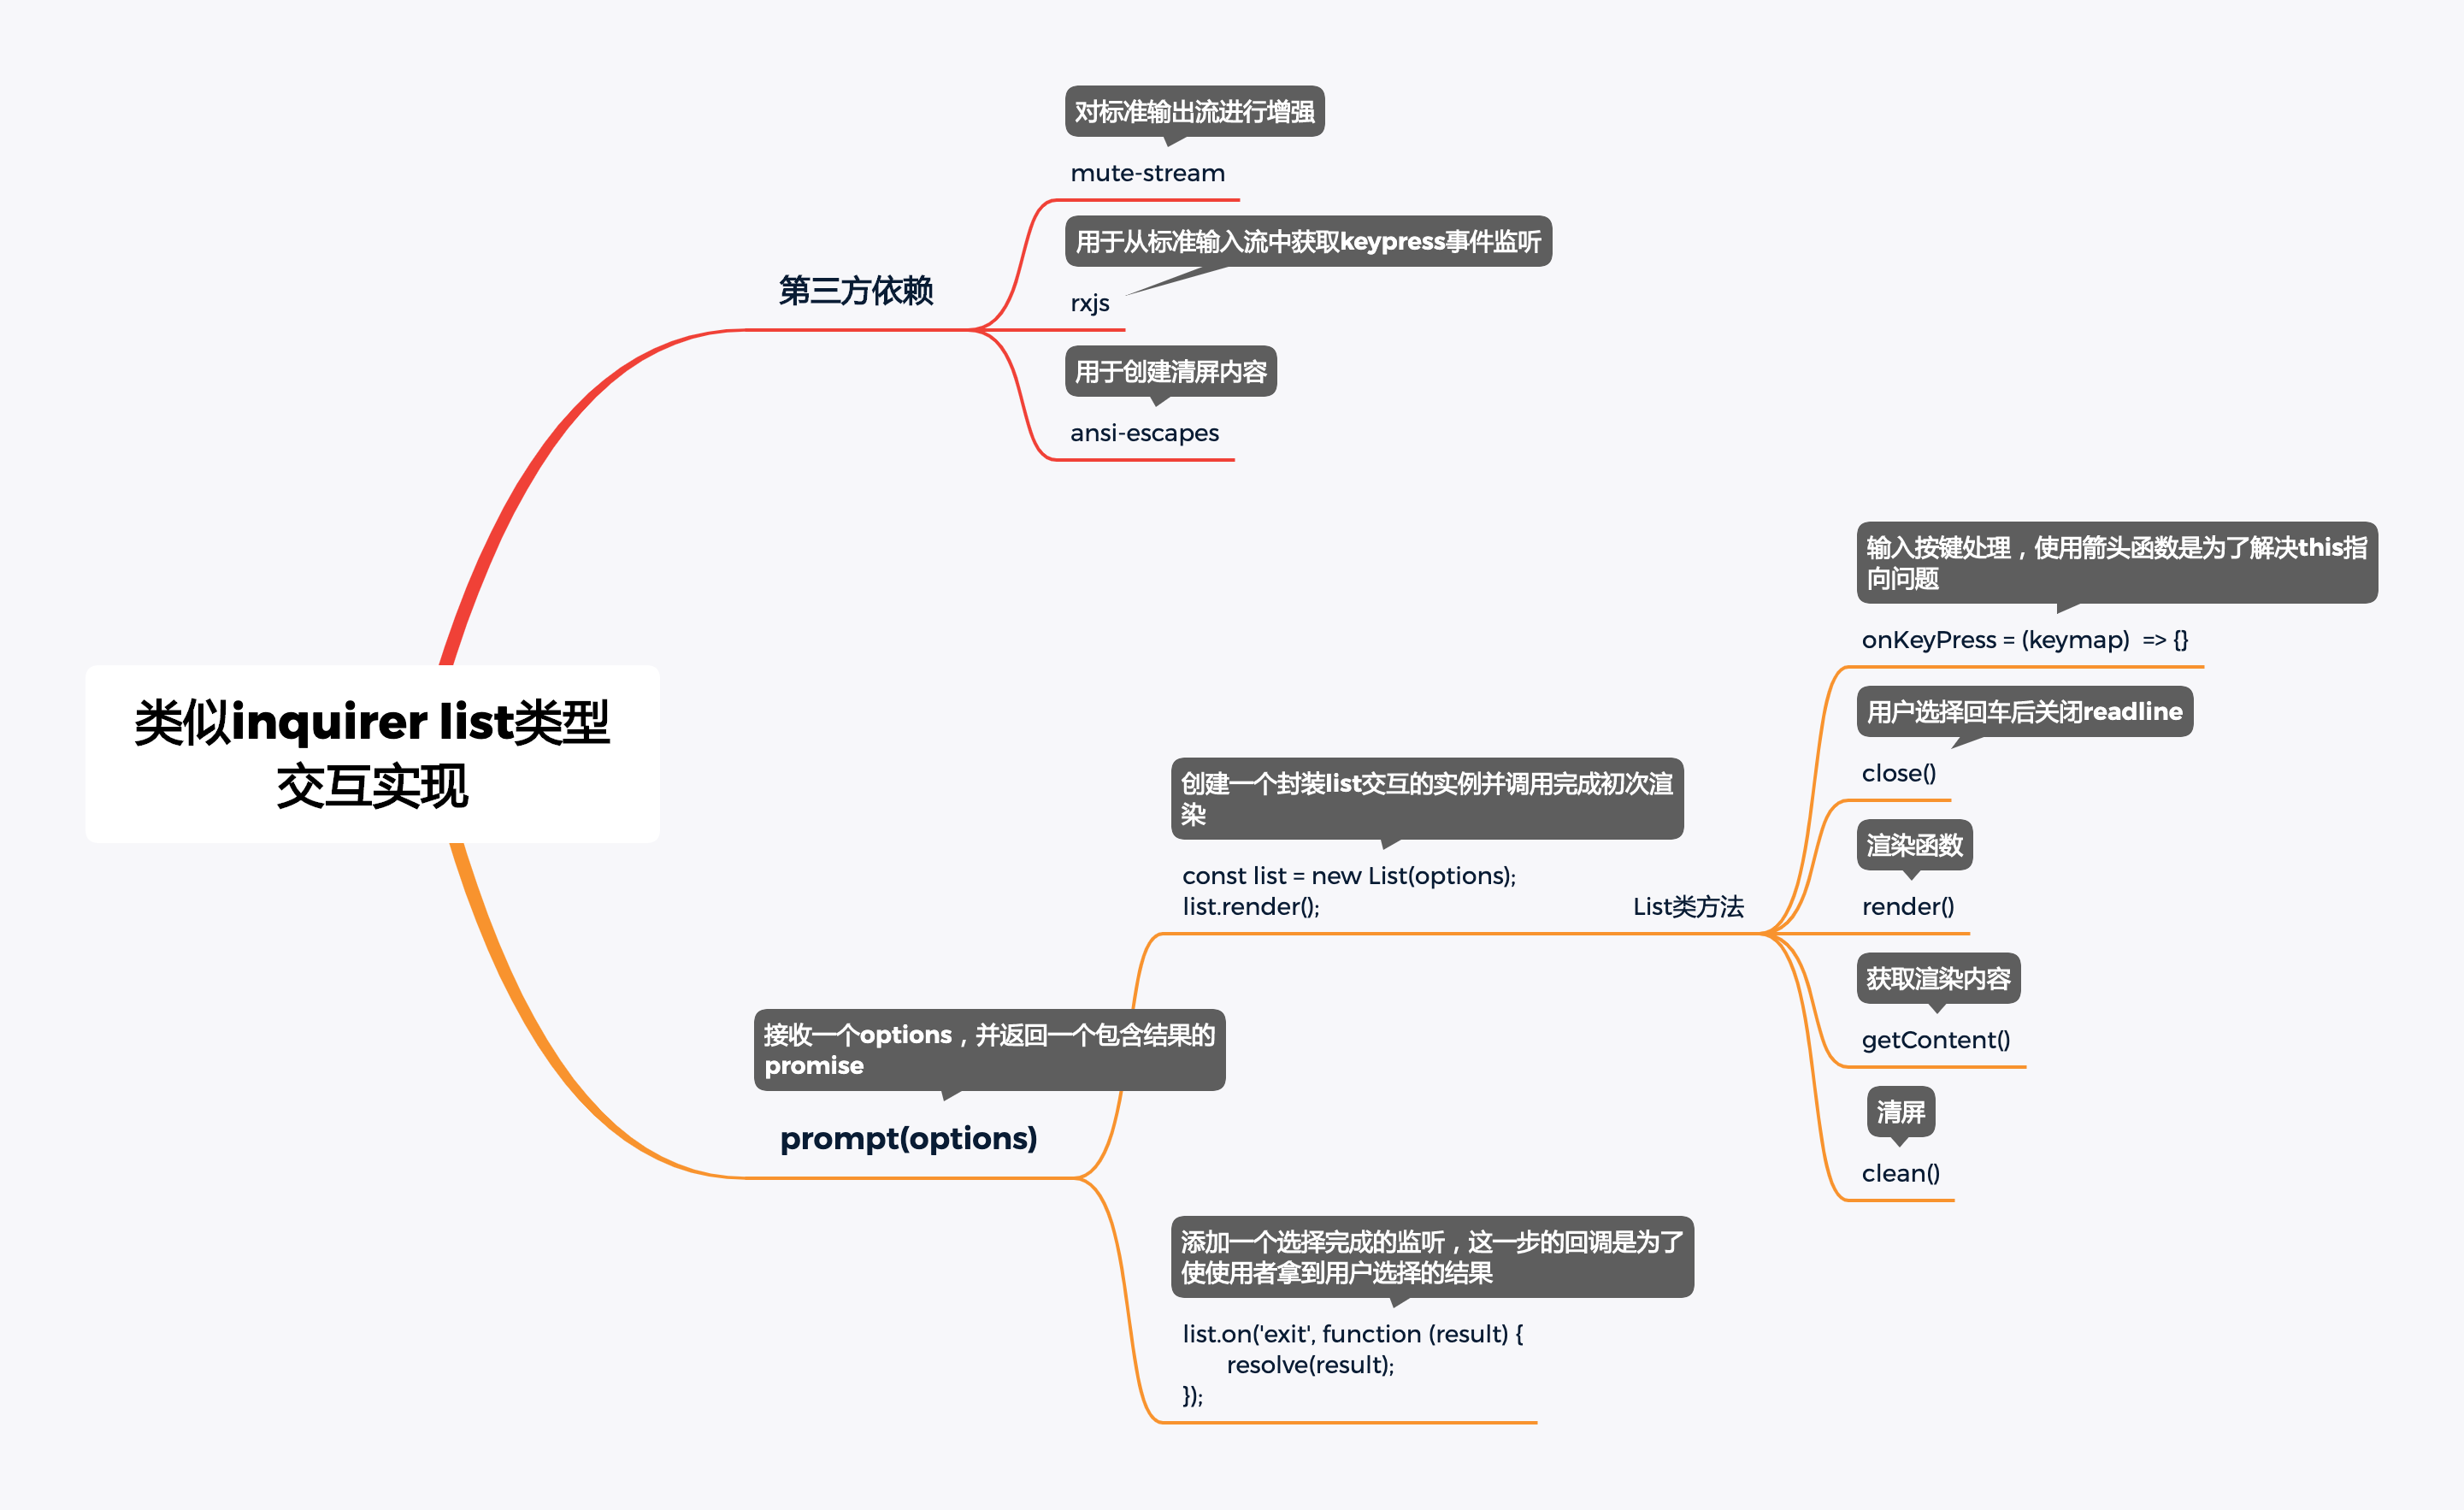 类似inquirer list类型
交互实现
第三方依赖
对标准输出流进行增强
mute-stream
用于从标准输入流中获取keypress事件监听
rxjs
用于创建清屏内容
ansi-escapes
接收一个options，并返回一个包含结果的
promise
prompt(options)
创建一个封装list交互的实例并调用完成初次渲
染
const list = new List(options);
list.render();
List类方法
输入按键处理，使用箭头函数是为了解决this指
向问题
onKeyPress = (keymap)  => {}
用户选择回车后关闭readline
close()
渲染函数
render()
获取渲染内容
getContent()
清屏
clean()
添加一个选择完成的监听，这一步的回调是为了
使使用者拿到用户选择的结果
list.on('exit', function (result) {
resolve(result);
});